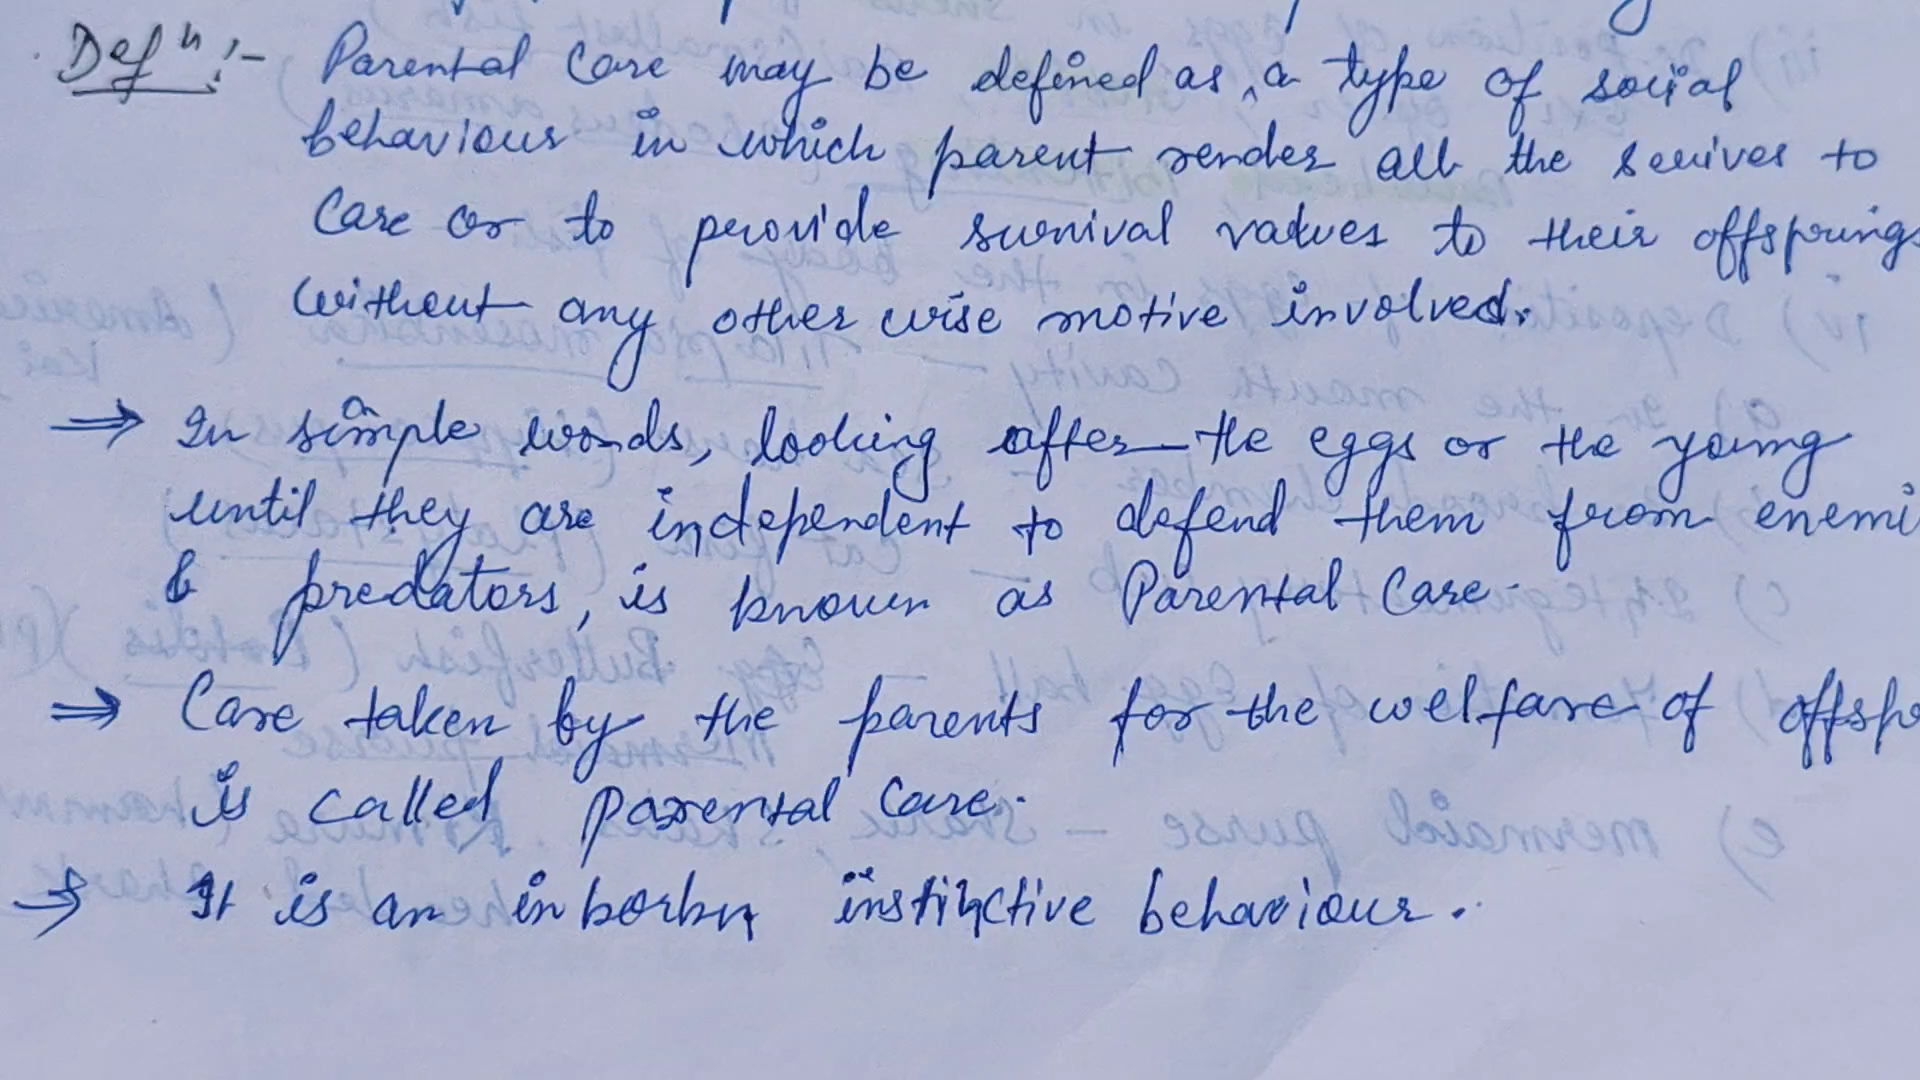 Defn:- Parental Care may be defined as a type of social
behaviour in which parent render all the serives to
Care or to provide survival values to their offsprings
without any other wise motive involved.
⇒ In simple words, looking after the eggs or the young
until they are independent to defend them from enemi
& predators, is known as Parental Care.
⇒ Care taken by the parents for the welfare of offsp
is called parental Care.
⇒ It is an in born instinctive behaviour.